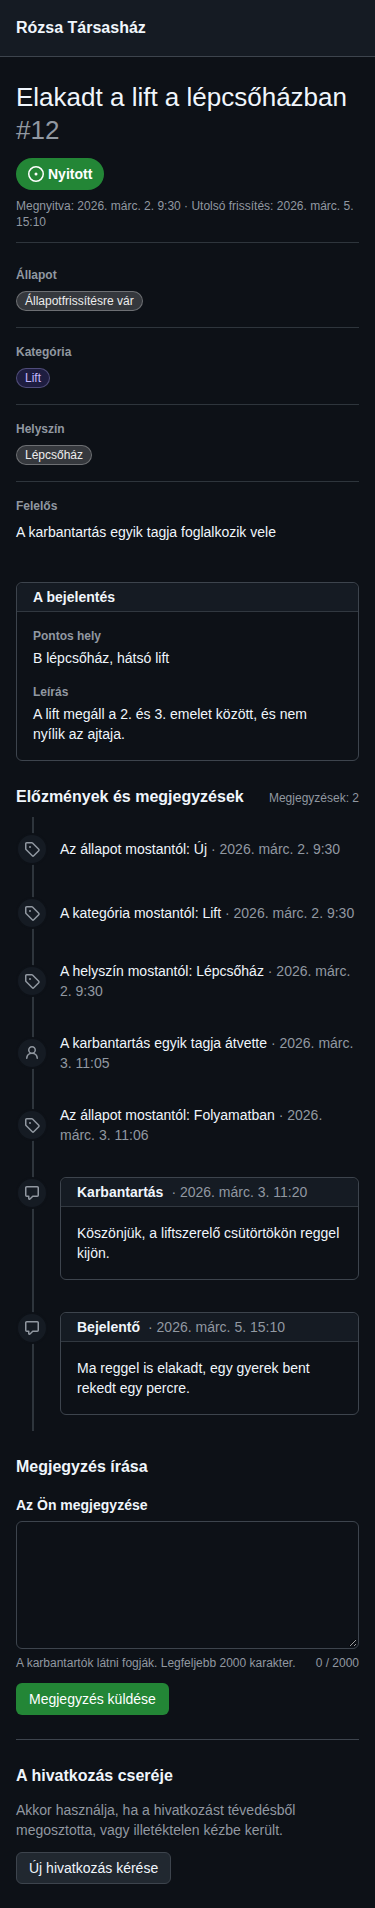 Rózsa Társasház
Elakadt a lift a lépcsőházban
#12
Nyitott
Megnyitva: 2026. márc. 2. 9:30 · Utolsó frissítés: 2026. márc. 5.
15:10
Állapot
Állapotfrissítésre vár
Kategória
Lift
Helyszín
Lépcsőház
Felelős
A karbantartás egyik tagja foglalkozik vele
A bejelentés
Pontos hely
B lépcsőház, hátsó lift
Leírás
A lift megáll a 2. és 3. emelet között, és nem
nyílik az ajtaja.
Előzmények és megjegyzések Megjegyzések: 2
Az állapot mostantól: Új · 2026. márc. 2. 9:30
A kategória mostantól: Lift · 2026. márc. 2. 9:30
A helyszín mostantól: Lépcsőház · 2026. márc.
2. 9:30
A karbantartás egyik tagja átvette · 2026. márc.
3. 11:05
Az állapot mostantól: Folyamatban · 2026.
márc. 3. 11:06
Karbantartás · 2026. márc. 3. 11:20
Köszönjük, a liftszerelő csütörtökön reggel
kijön.
Bejelentő · 2026. márc. 5. 15:10
Ma reggel is elakadt, egy gyerek bent
rekedt egy percre.
Megjegyzés írása
Az Ön megjegyzése
A karbantartók látni fogják. Legfeljebb 2000 karakter. 0 / 2000
Megjegyzés küldése
A hivatkozás cseréje
Akkor használja, ha a hivatkozást tévedésből
megosztotta, vagy illetéktelen kézbe került.
Új hivatkozás kérése